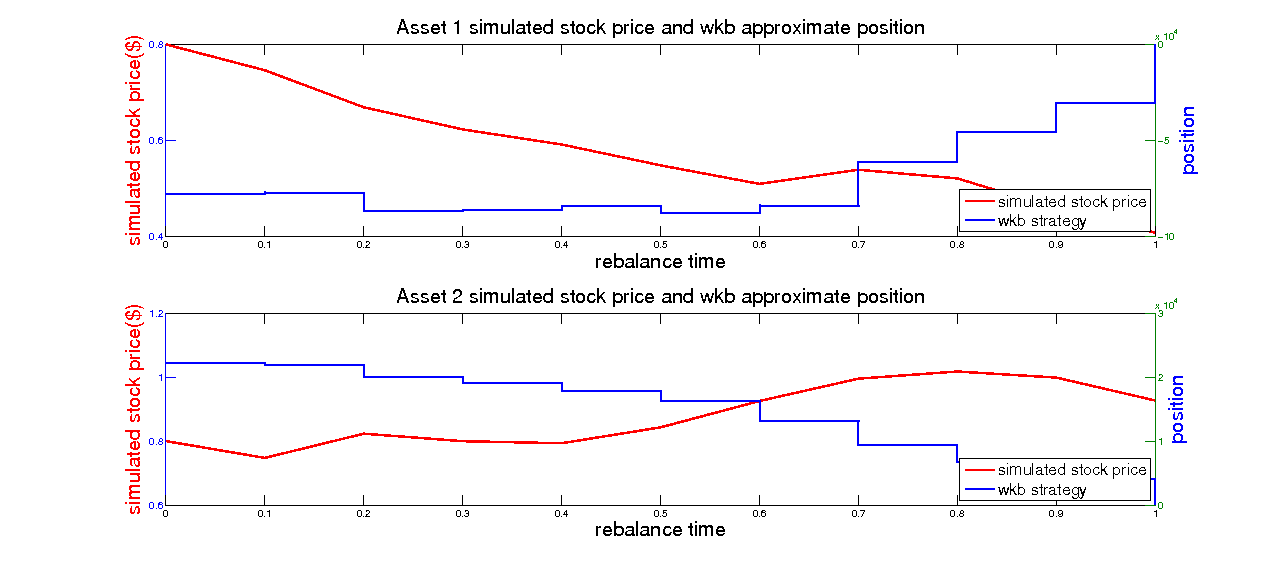 Asset 1 simulated stock price and wkb approximate position
x 10^4
simulated stock price($)
0.8
0.6
0.4
0
-5
-10
position
simulated stock price
wkb strategy
0 0.1 0.2 0.3 0.4 0.5 0.6 0.7 0.8 0.9 1
rebalance time
Asset 2 simulated stock price and wkb approximate position
x 10^4
simulated stock price($)
1.2
1
0.8
0.6
3
2
1
0
position
simulated stock price
wkb strategy
0 0.1 0.2 0.3 0.4 0.5 0.6 0.7 0.8 0.9 1
rebalance time